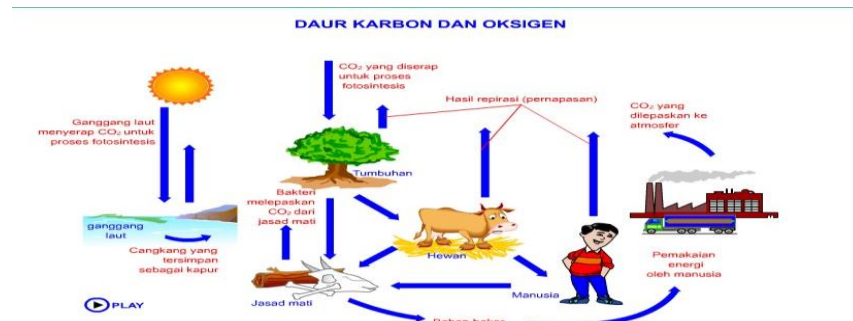 DAUR KARBON DAN OKSIGEN
CO₂ yang diserap
untuk proses
fotosintesis
Hasil repirasi (pernapasan)
CO₂ yang
dilepaskan ke
atmosfer
Ganggang laut
menyerap CO₂ untuk
proses fotosintesis
Tumbuhan
Bakteri
melepaskan
CO₂ dari
jasad mati
ganggang
laut
Cangkang yang
tersimpan
sebagai kapur
Hewan
Pemakaian
energi
oleh manusia
Manusia
Jasad mati
PLAY
Bahan bakar